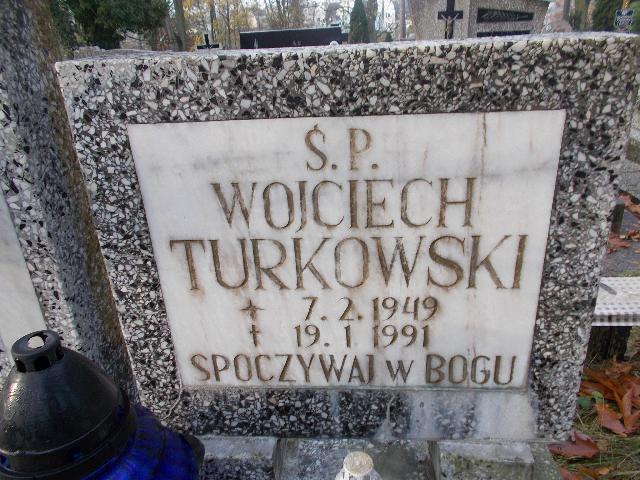 Ś.P.
WOJCIECH
TURKOWSKI
✶ 7.2.1949
† 19.1.1991
SPOCZYWAJ w BOGU